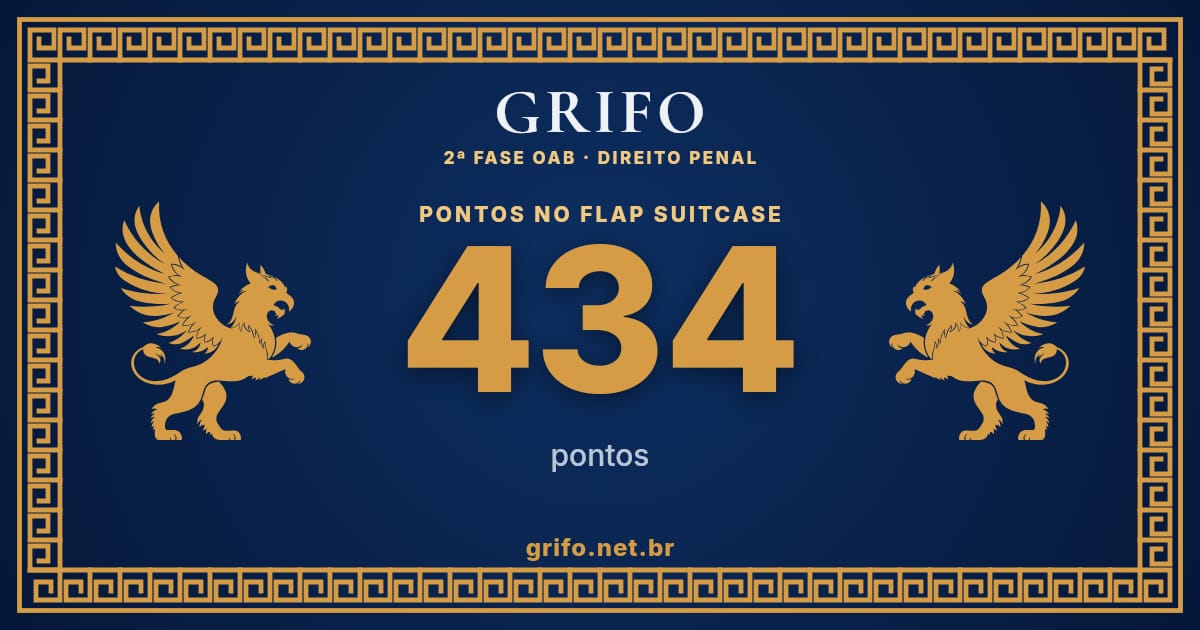 GRIFO
2ª FASE OAB · DIREITO PENAL
PONTOS NO FLAP SUITCASE
434
pontos
grifo.net.br